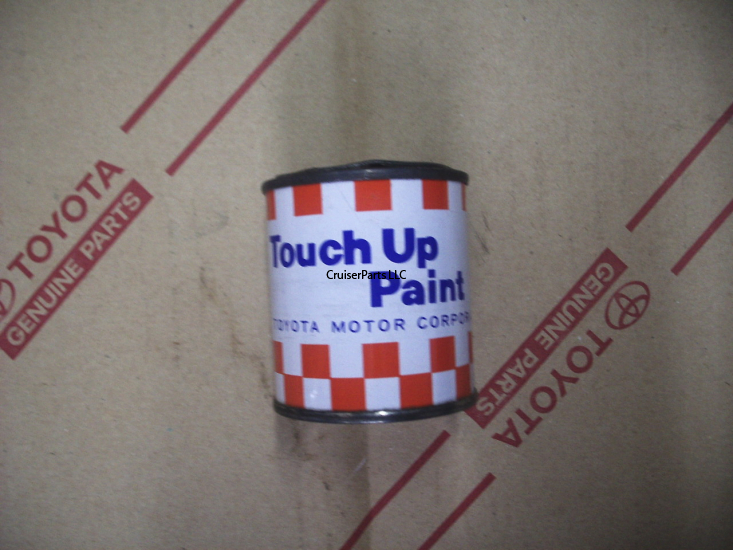 TOYOTA
GENUINE PARTS
Touch Up
CruiserParts LLC
Paint
TOYOTA MOTOR CORPOR
GENUINE PARTS
TOYOTA